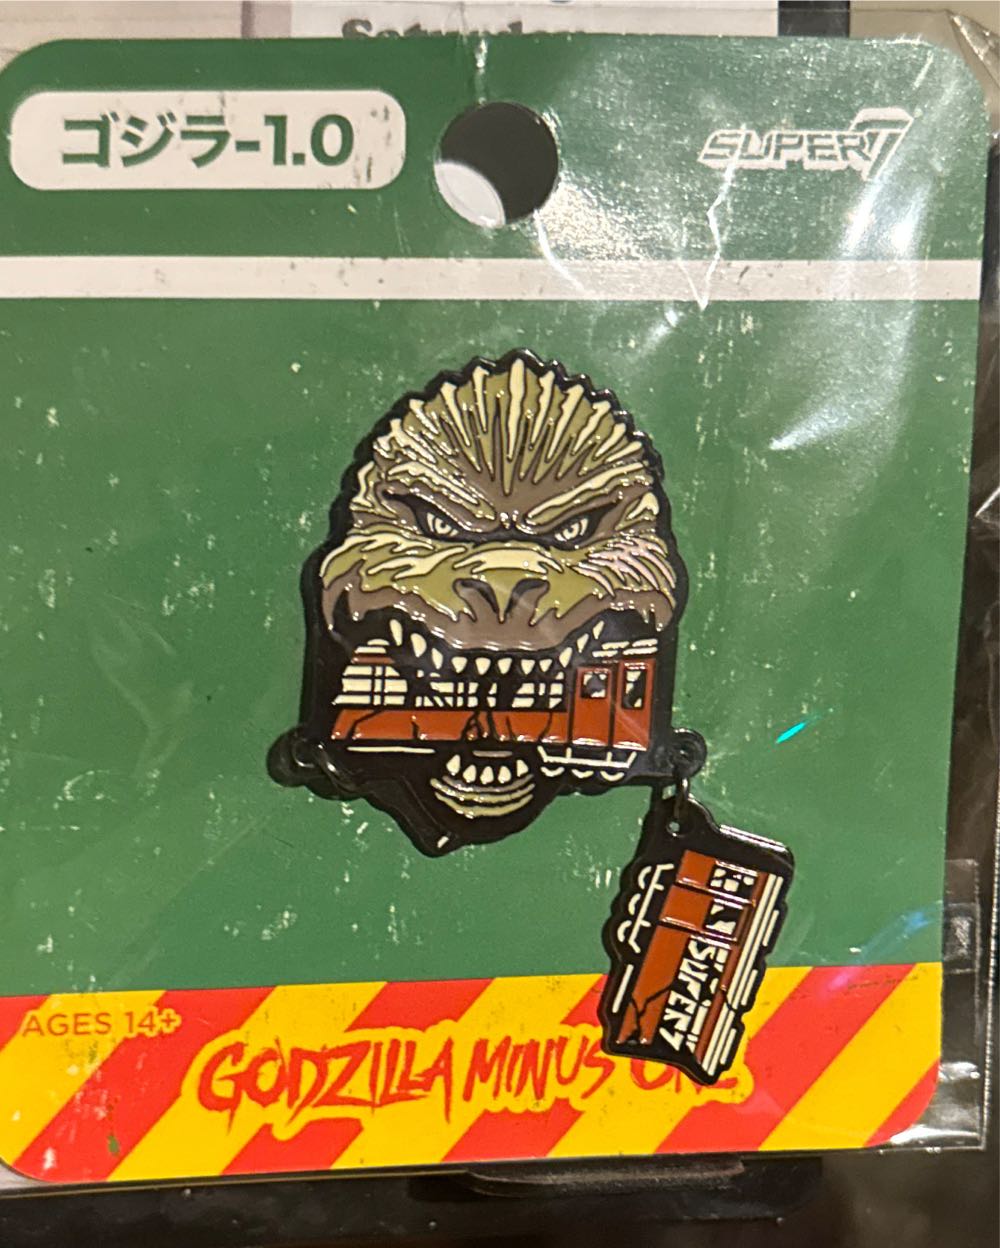 ゴジラ-1.0
SUPER7
SUPER7
AGES 14+
GODZILLA MINUS